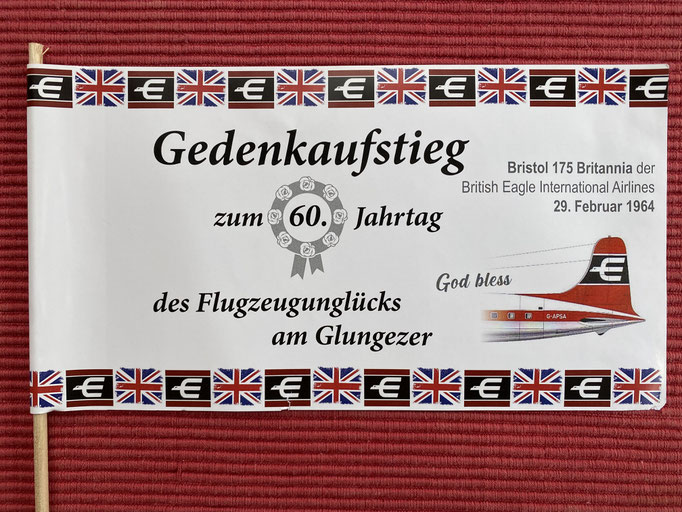 Gedenkaufstieg
zum 60. Jahrtag
des Flugzeugunglücks
am Glungezer
Bristol 175 Britannia der
British Eagle International Airlines
29. Februar 1964
God bless
G-APSA